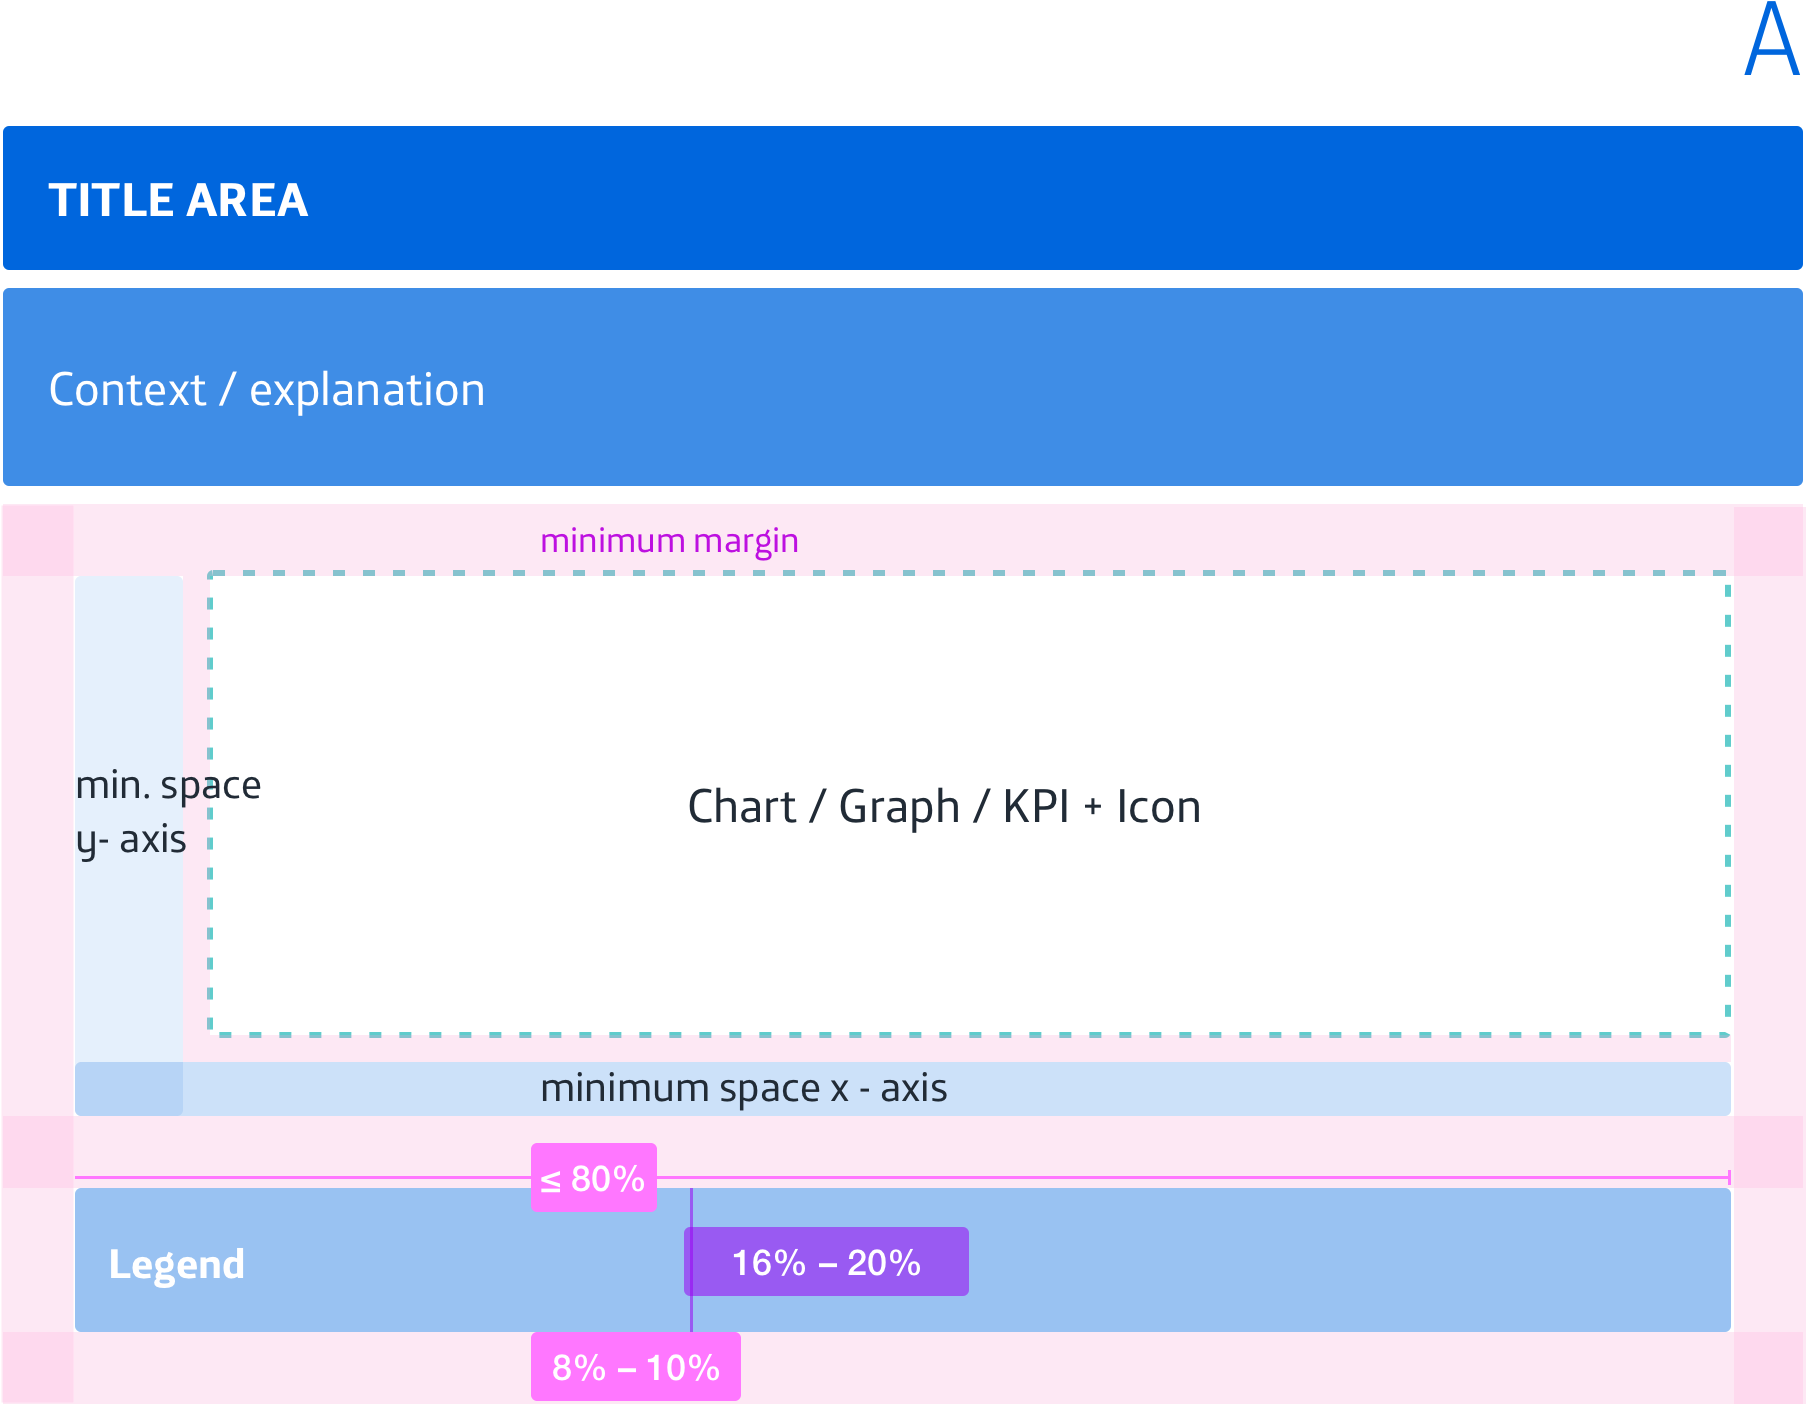 A
TITLE AREA
Context / explanation
minimum margin
min. space
y- axis
Chart / Graph / KPI + Icon
minimum space x - axis
≤ 80%
Legend
16% – 20%
8% – 10%